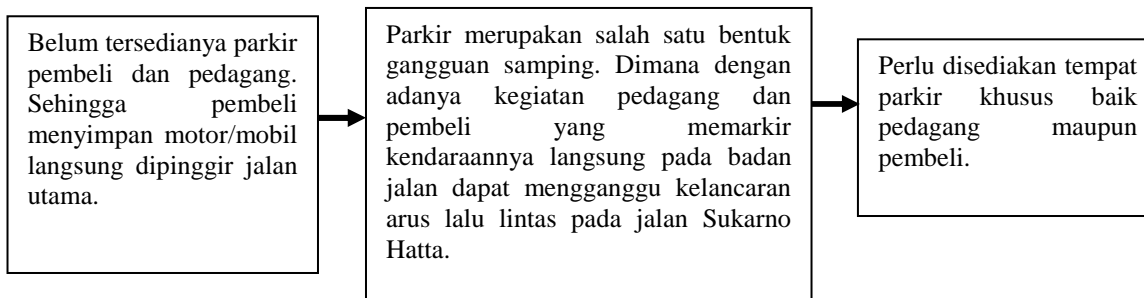 Belum tersedianya parkir
pembeli dan pedagang.
Sehingga pembeli
menyimpan motor/mobil
langsung dipinggir jalan
utama.
Parkir merupakan salah satu bentuk
gangguan samping. Dimana dengan
adanya kegiatan pedagang dan
pembeli yang memarkir
kendaraannya langsung pada badan
jalan dapat mengganggu kelancaran
arus lalu lintas pada jalan Sukarno
Hatta.
Perlu disediakan tempat
parkir khusus baik
pedagang maupun
pembeli.